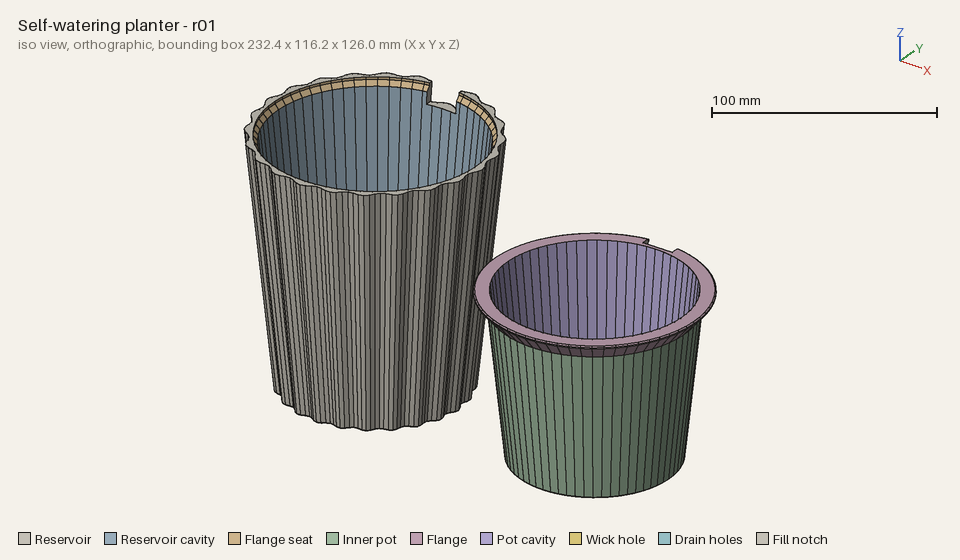 Self-watering planter - r01
iso view, orthographic, bounding box 232.4 x 116.2 x 126.0 mm (X x Y x Z)
Z
Y
X
100 mm
Reservoir
Reservoir cavity
Flange seat
Inner pot
Flange
Pot cavity
Wick hole
Drain holes
Fill notch